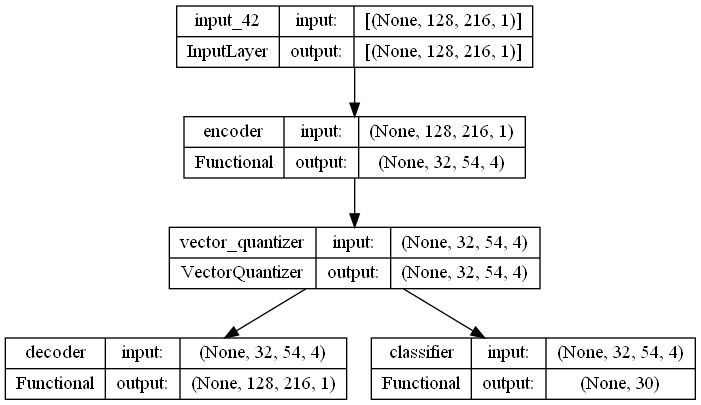 input_42 input: [(None, 128, 216, 1)]
InputLayer output: [(None, 128, 216, 1)]
encoder input: (None, 128, 216, 1)
Functional output: (None, 32, 54, 4)
vector_quantizer input: (None, 32, 54, 4)
VectorQuantizer output: (None, 32, 54, 4)
decoder input: (None, 32, 54, 4)
Functional output: (None, 128, 216, 1)
classifier input: (None, 32, 54, 4)
Functional output: (None, 30)